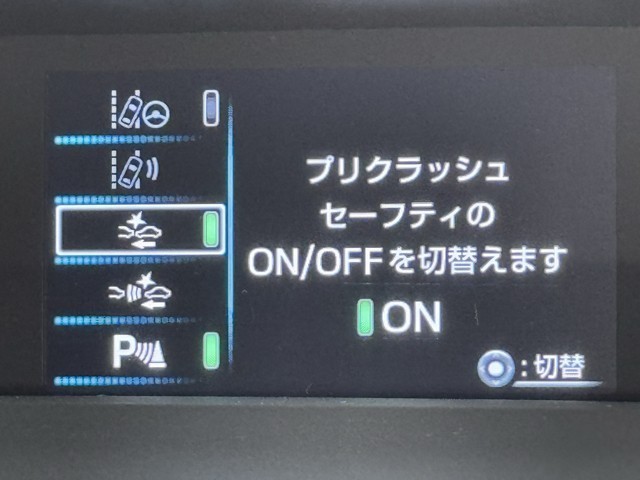 プリクラッシュ
セーフティの
ON/OFFを切替えます
ON
P
:切替